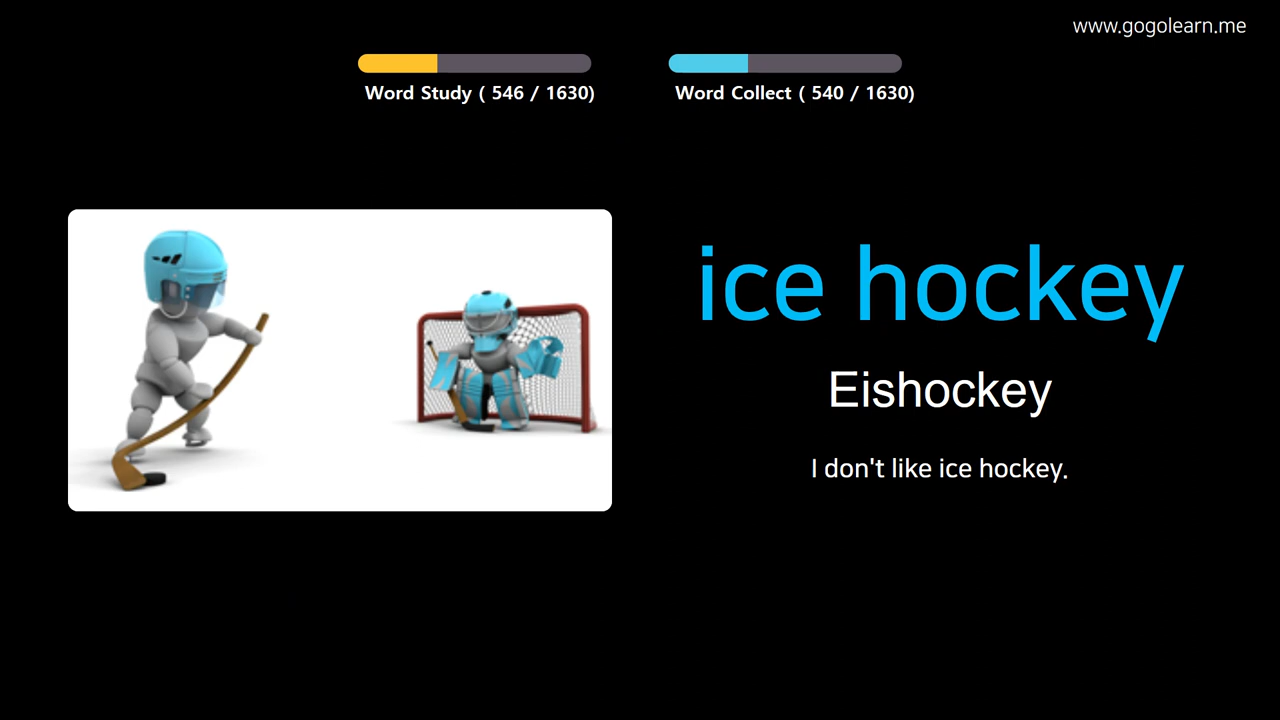 www.gogolearn.me
Word Study ( 546 / 1630)
Word Collect ( 540 / 1630)
ice hockey
Eishockey
I don't like ice hockey.